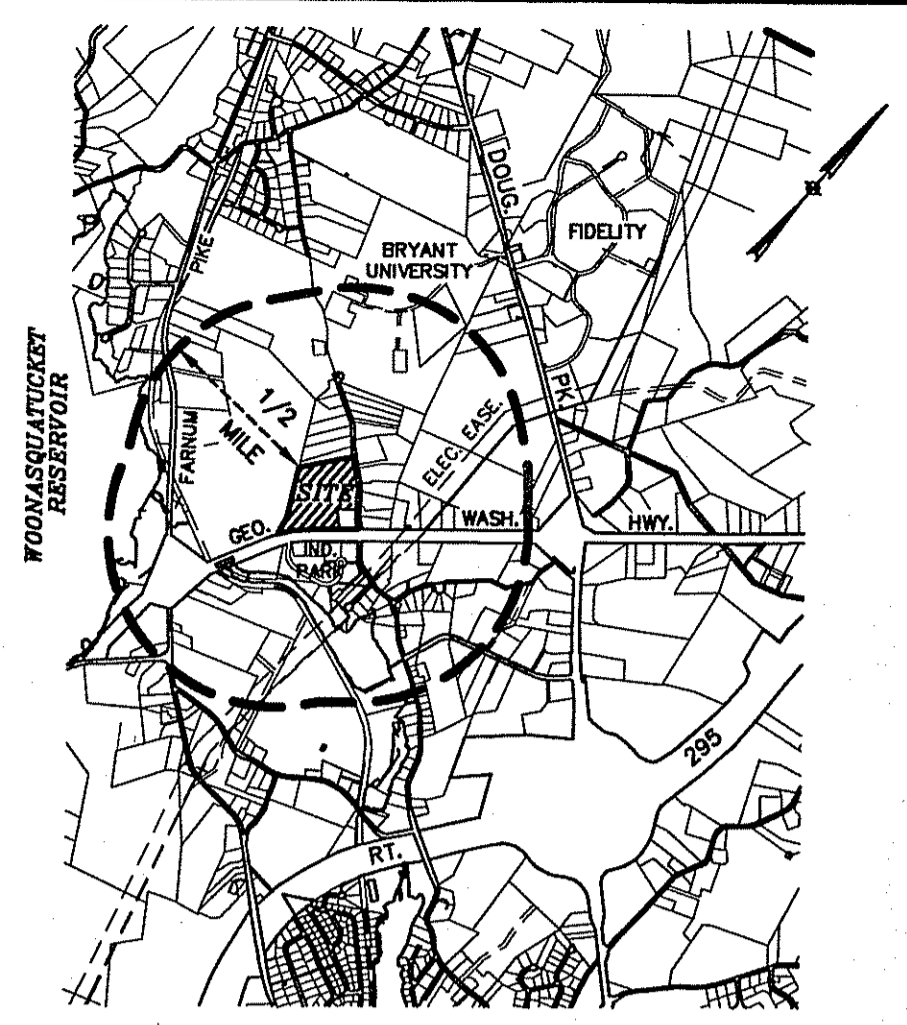 DOUG.
FIDELITY
BRYANT
UNIVERSITY
PIKE
WOONASQUATUCKET
RESERVOIR
1/2
MILE
PK.
ELEC. EASE.
FARNUM
SITE
GEO.
WASH.
HWY.
IND.
PARK
295
RT.
N